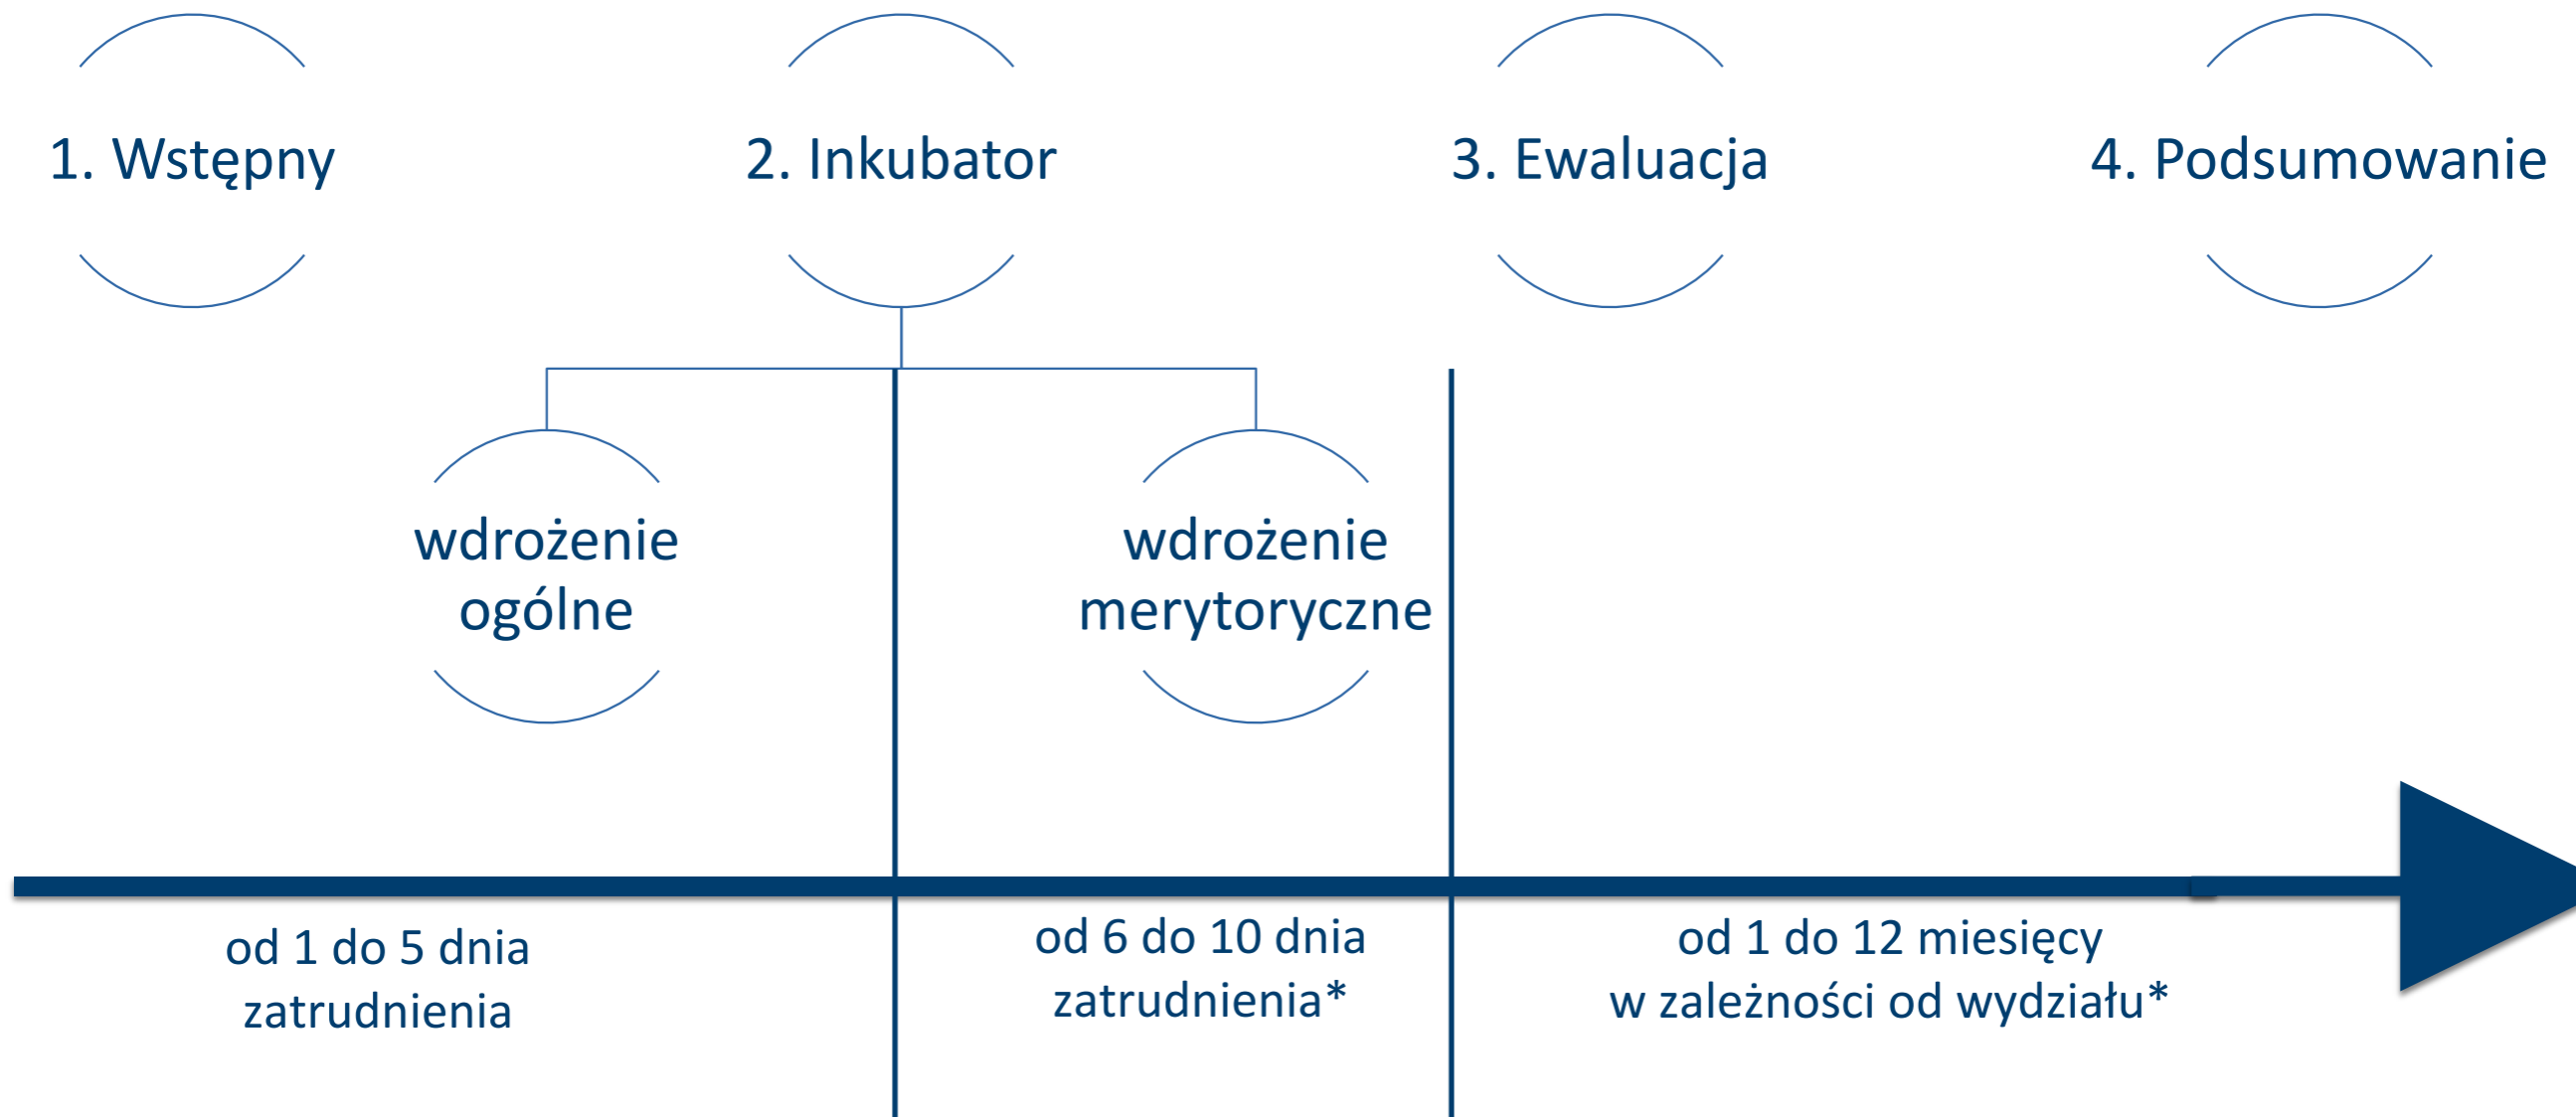 1. Wstępny
2. Inkubator
3. Ewaluacja
4. Podsumowanie
wdrożenie
ogólne
wdrożenie
merytoryczne
od 1 do 5 dnia
zatrudnienia
od 6 do 10 dnia
zatrudnienia*
od 1 do 12 miesięcy
w zależności od wydziału*